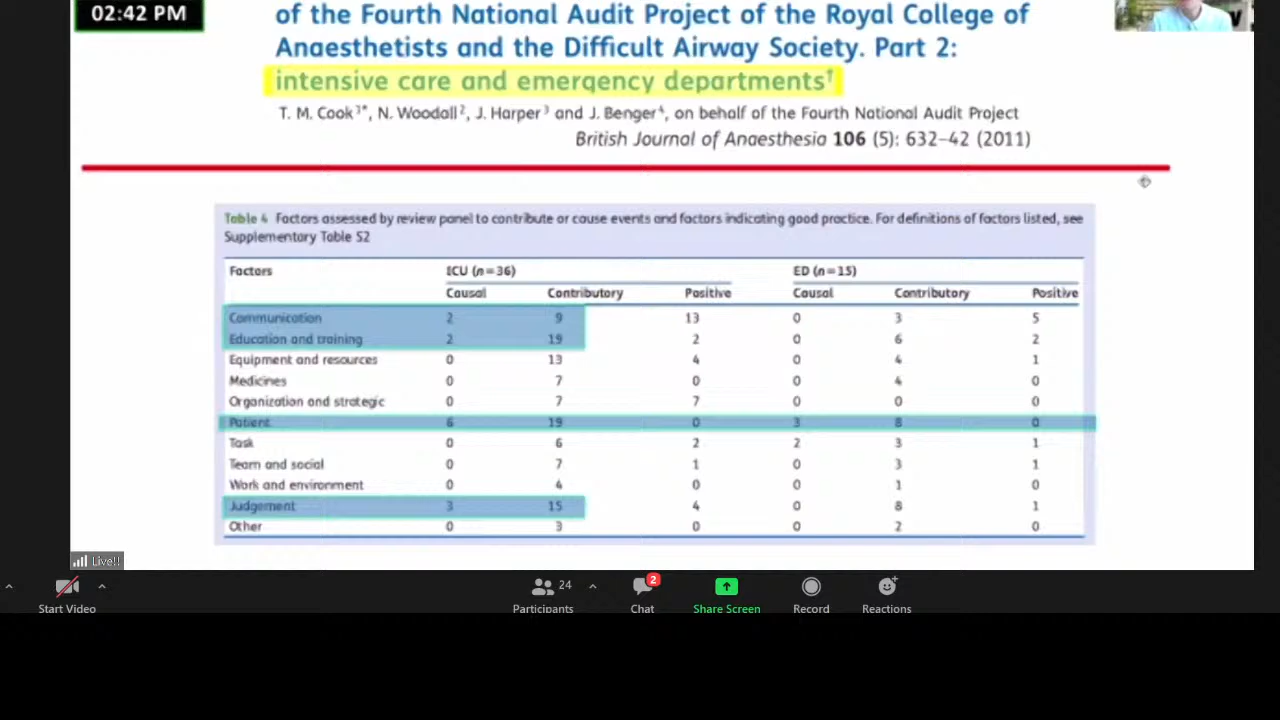 02:42 PM
of the Fourth National Audit Project of the Royal College of
Anaesthetists and the Difficult Airway Society. Part 2:
intensive care and emergency departments†
T. M. Cook 1*, N. Woodall 2, J. Harper 3 and J. Benger 4, on behalf of the Fourth National Audit Project
British Journal of Anaesthesia 106 (5): 632–42 (2011)
Table 4 Factors assessed by review panel to contribute or cause events and factors indicating good practice. For definitions of factors listed, see
Supplementary Table S2
Factors ICU (n=36) ED (n=15)
Causal Contributory Positive Causal Contributory Positive
Communication 2 9 13 0 3 5
Education and training 2 19 2 0 6 2
Equipment and resources 0 13 4 0 4 1
Medicines 0 7 0 0 4 0
Organization and strategic 0 7 7 0 0 0
Patient 6 19 0 3 8 0
Task 0 6 2 2 3 1
Team and social 0 7 1 0 3 1
Work and environment 0 4 0 0 1 0
Judgement 3 15 4 0 8 1
Other 0 3 0 0 2 0
Live!!
24 2
Start Video Participants Chat Share Screen Record Reactions